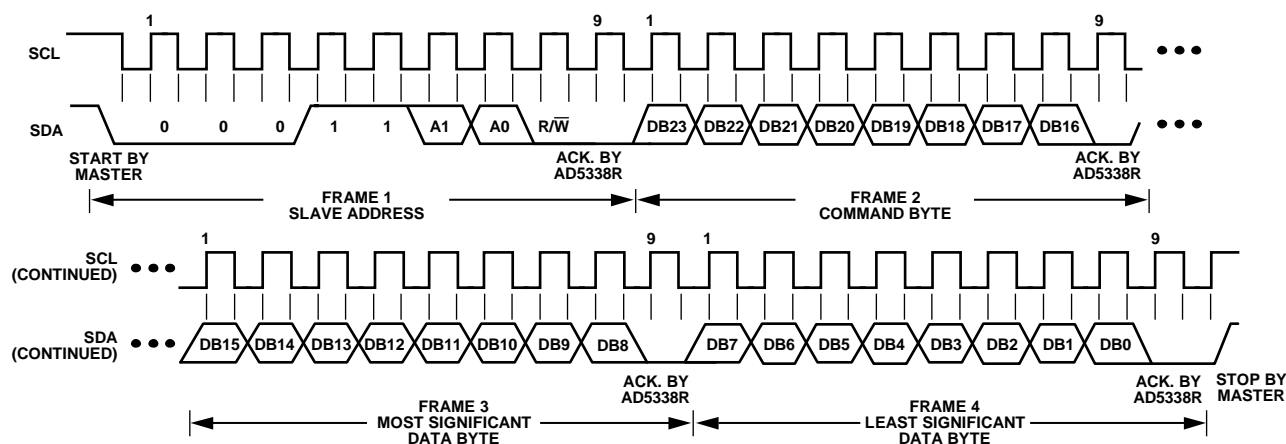 1 9 1 9
SCL
SDA
0 0 0 1 1 A1 A0 R/W̅ DB23 DB22 DB21 DB20 DB19 DB18 DB17 DB16
START BY
MASTER
ACK. BY
AD5338R
ACK. BY
AD5338R
FRAME 1
SLAVE ADDRESS
FRAME 2
COMMAND BYTE
1 9 1 9
SCL
(CONTINUED)
SDA
(CONTINUED)
DB15 DB14 DB13 DB12 DB11 DB10 DB9 DB8 DB7 DB6 DB5 DB4 DB3 DB2 DB1 DB0
ACK. BY
AD5338R
ACK. BY
AD5338R
STOP BY
MASTER
FRAME 3
MOST SIGNIFICANT
DATA BYTE
FRAME 4
LEAST SIGNIFICANT
DATA BYTE